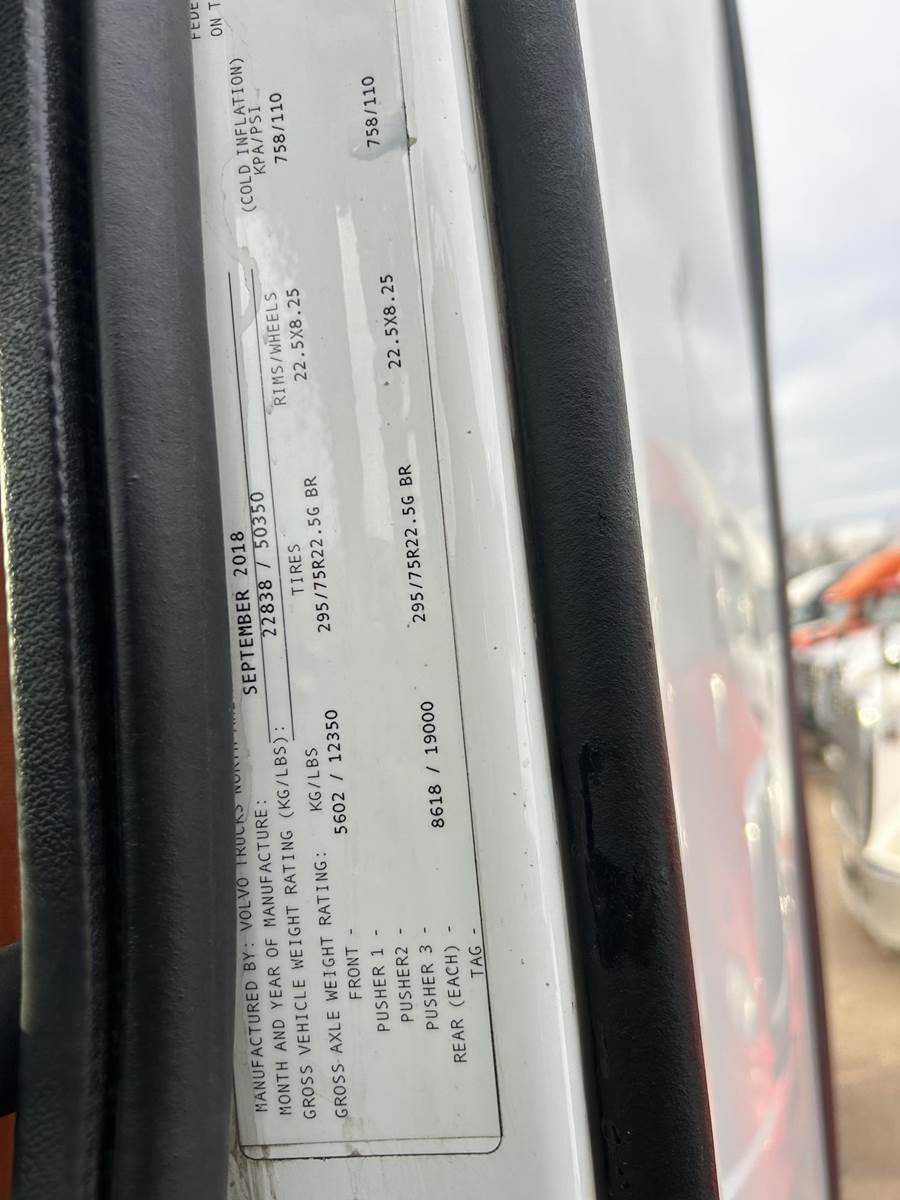 FEDE
ON T
MANUFACTURED BY: VOLVO TRUCKS
MONTH AND YEAR OF MANUFACTURE: SEPTEMBER 2018
GROSS VEHICLE WEIGHT RATING (KG/LBS): 22838 / 50350
GROSS AXLE WEIGHT RATING: KG/LBS TIRES RIMS/WHEELS (COLD INFLATION) KPA/PSI
FRONT - 5602 / 12350 295/75R22.5G BR 22.5X8.25 758/110
PUSHER 1 -
PUSHER2 -
PUSHER 3 -
REAR (EACH) - 8618 / 19000 295/75R22.5G BR 22.5X8.25 758/110
TAG -